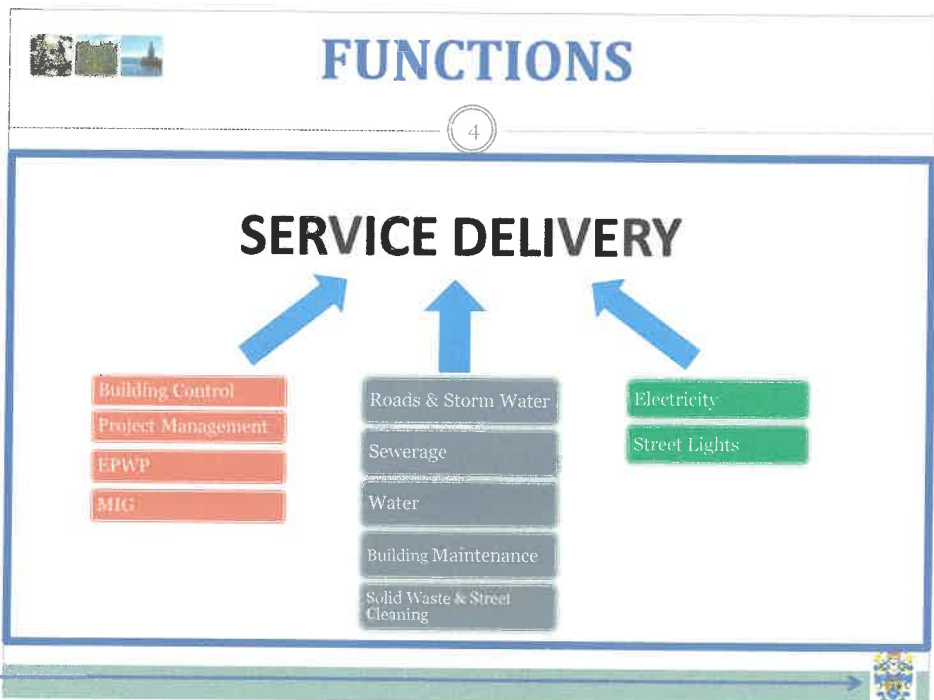 FUNCTIONS
4
SERVICE DELIVERY
Building Control
Project Management
EPWP
MIG
Roads & Storm Water
Sewerage
Water
Building Maintenance
Solid Waste & Street
Cleaning
Electricity
Street Lights